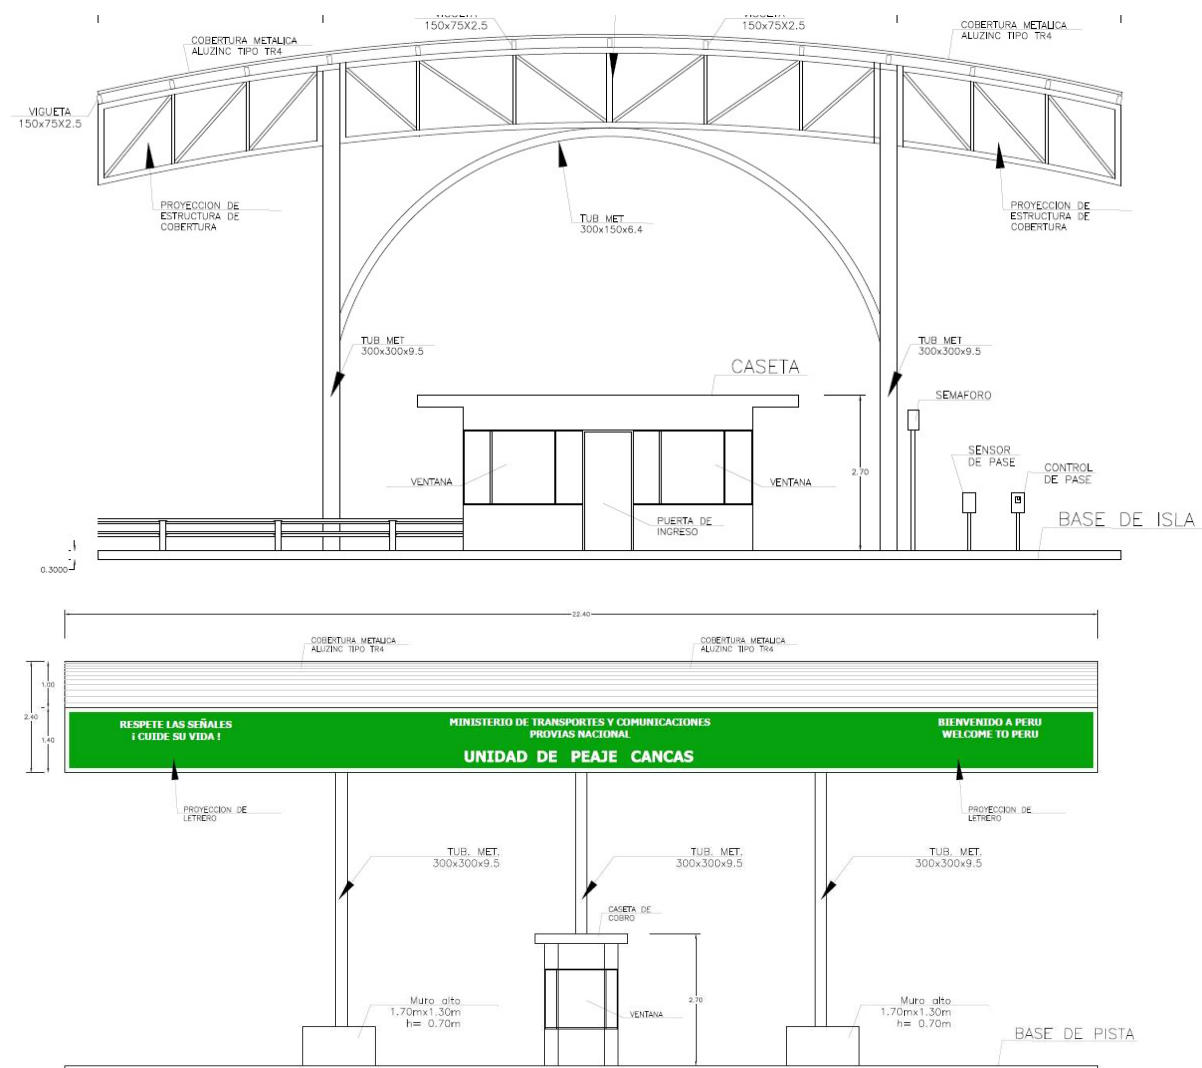 VIGUETA
150x75X2.5
VIGUETA
150x75X2.5
COBERTURA METALICA
ALUZINC TIPO TR4
COBERTURA METALICA
ALUZINC TIPO TR4
VIGUETA
150x75X2.5
PROYECCION DE
ESTRUCTURA DE
COBERTURA
TUB MET
300x150x6.4
PROYECCION DE
ESTRUCTURA DE
COBERTURA
TUB MET
300x300x9.5
TUB MET
300x300x9.5
CASETA
SEMAFORO
2.70
SENSOR
DE PASE
CONTROL
DE PASE
VENTANA
VENTANA
PUERTA DE
INGRESO
BASE DE ISLA
0.3000
22.40
COBERTURA METALICA
ALUZINC TIPO TR4
COBERTURA METALICA
ALUZINC TIPO TR4
1.00
2.40
1.40
RESPETE LAS SEÑALES
¡ CUIDE SU VIDA !
MINISTERIO DE TRANSPORTES Y COMUNICACIONES
PROVIAS NACIONAL
UNIDAD DE PEAJE CANCAS
BIENVENIDO A PERU
WELCOME TO PERU
PROYECCION DE
LETRERO
PROYECCION DE
LETRERO
TUB. MET.
300x300x9.5
TUB. MET.
300x300x9.5
TUB. MET.
300x300x9.5
CASETA DE
COBRO
2.70
VENTANA
Muro alto
1.70mx1.30m
h= 0.70m
Muro alto
1.70mx1.30m
h= 0.70m
BASE DE PISTA